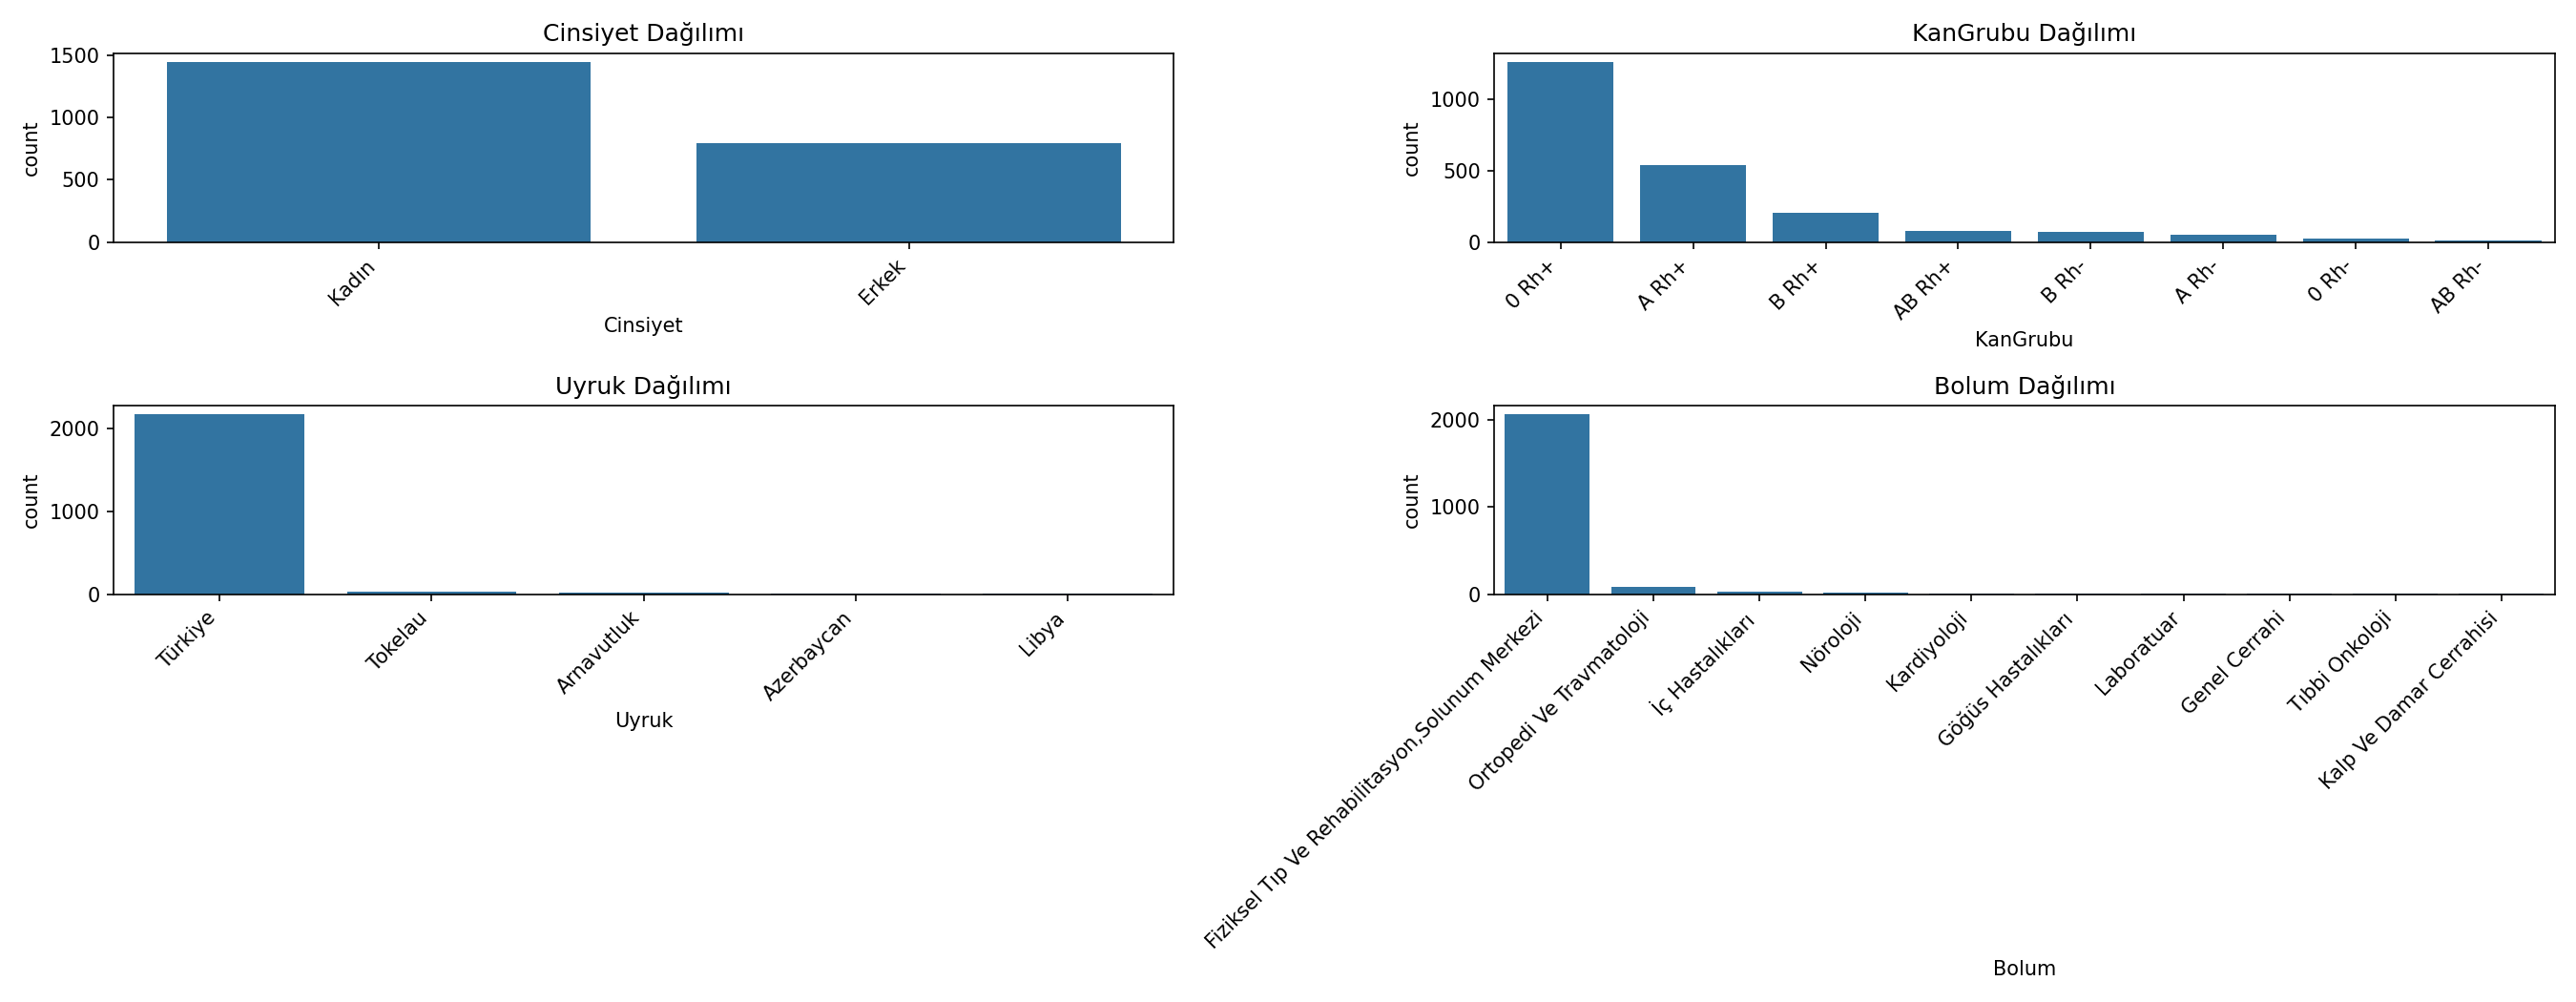 Cinsiyet Dağılımı
1500
1000
500
0
count
Kadın
Erkek
Cinsiyet
KanGrubu Dağılımı
1000
500
0
count
0 Rh+
A Rh+
B Rh+
AB Rh+
B Rh-
A Rh-
0 Rh-
AB Rh-
KanGrubu
Uyruk Dağılımı
2000
1000
0
count
Türkiye
Tokelau
Arnavutluk
Azerbaycan
Libya
Uyruk
Bolum Dağılımı
2000
1000
0
count
Fiziksel Tıp Ve Rehabilitasyon,Solunum Merkezi
Ortopedi Ve Travmatoloji
İç Hastalıkları
Nöroloji
Kardiyoloji
Göğüs Hastalıkları
Laboratuar
Genel Cerrahi
Tıbbi Onkoloji
Kalp Ve Damar Cerrahisi
Bolum